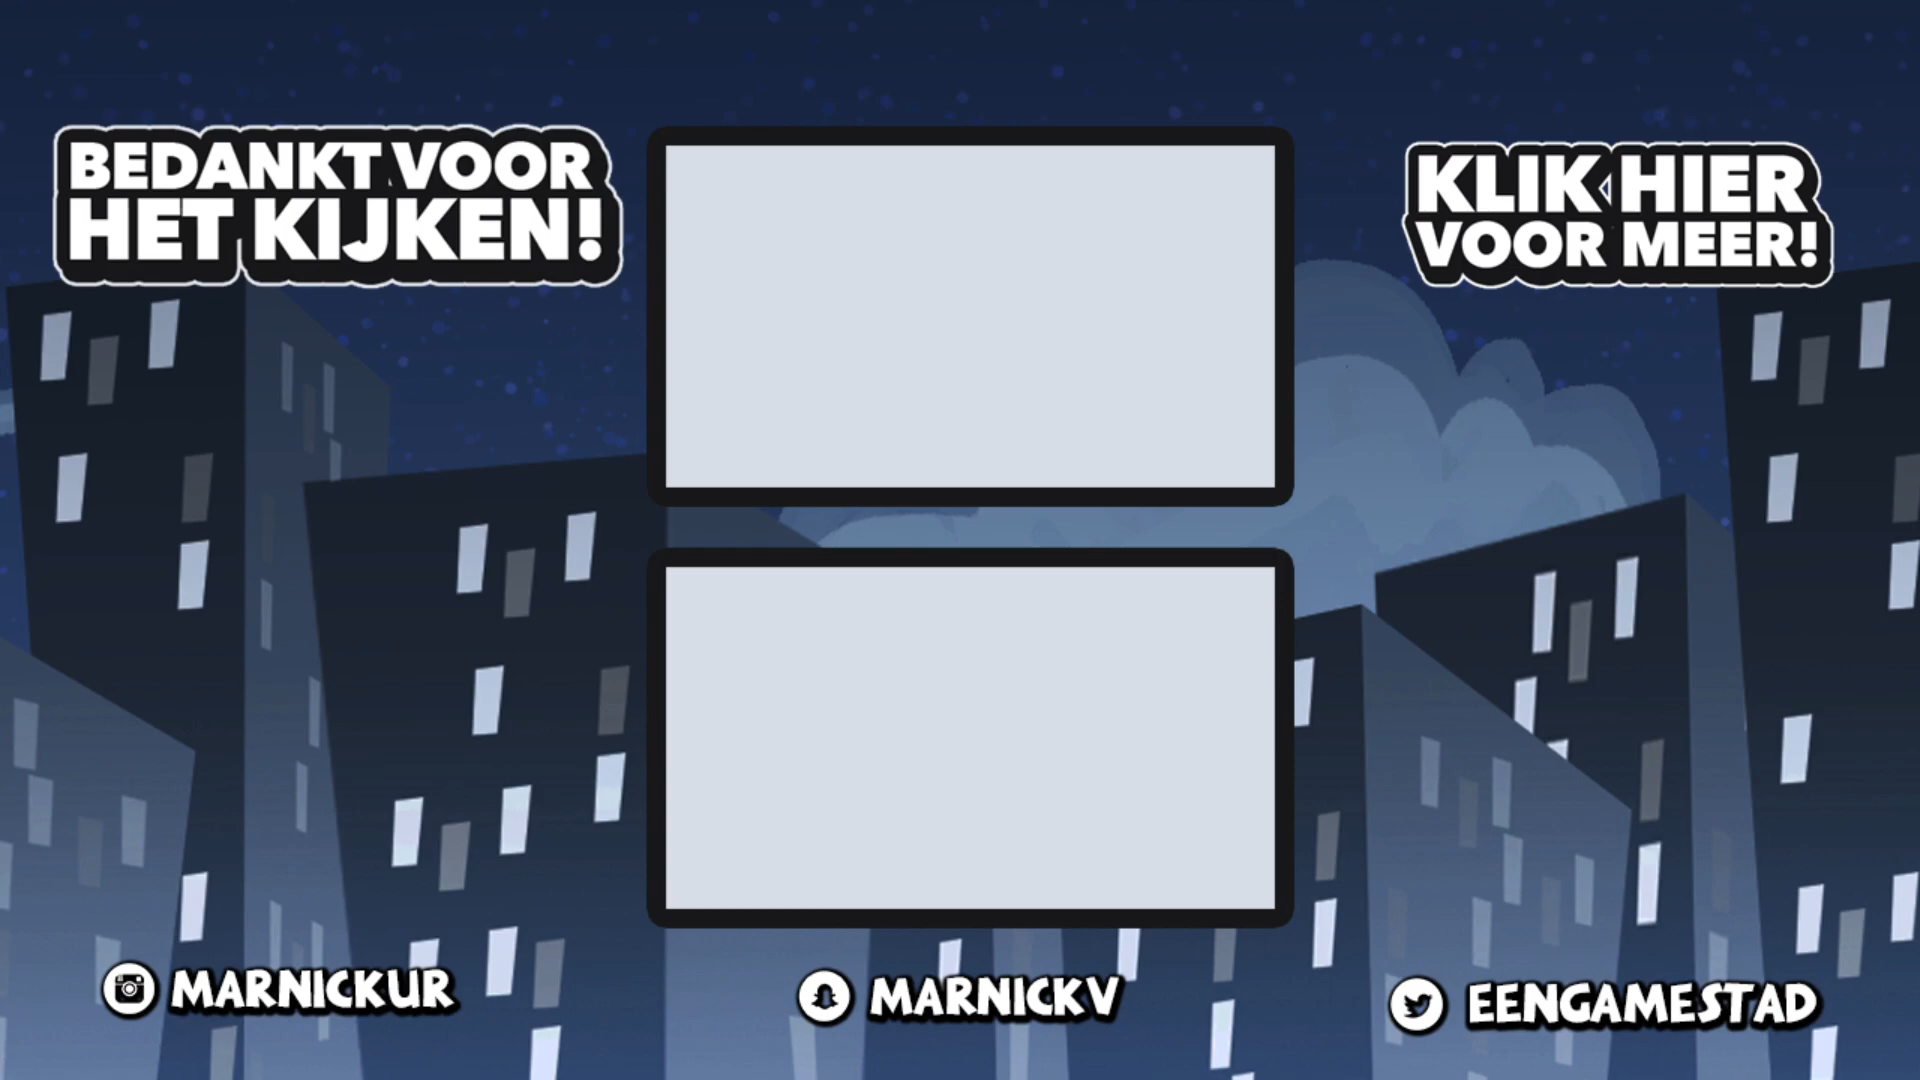 BEDANKT VOOR
HET KIJKEN!
KLIK HIER
VOOR MEER!
MARNICKUR
MARNICKV
EENGAMESTAD